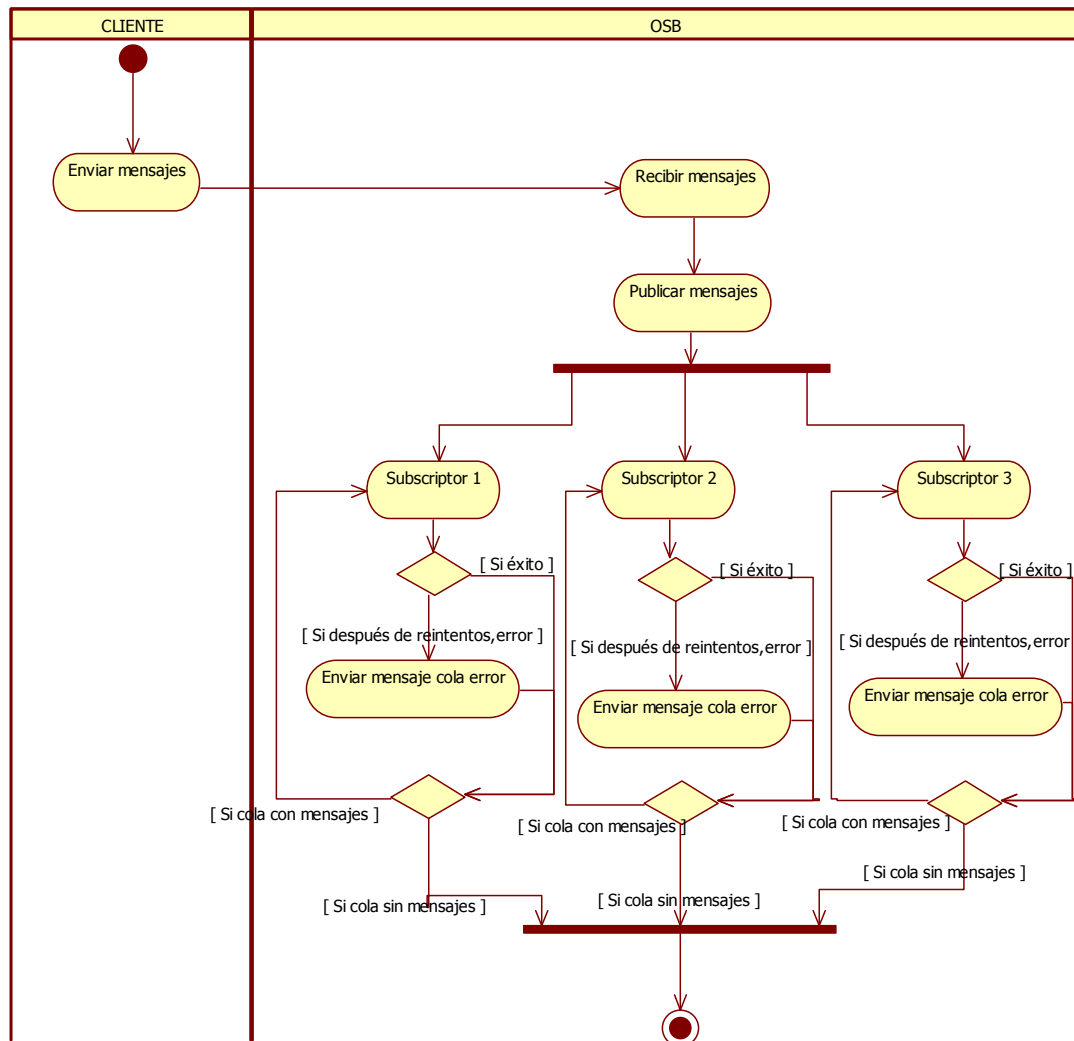 CLIENTE
OSB
Enviar mensajes
Recibir mensajes
Publicar mensajes
Subscriptor 1
Subscriptor 2
Subscriptor 3
[ Si éxito ]
[ Si éxito ]
[ Si éxito ]
[ Si después de reintentos,error ]
[ Si después de reintentos,error ]
[ Si después de reintentos,error
Enviar mensaje cola error
Enviar mensaje cola error
Enviar mensaje cola error
[ Si cola con mensajes ]
[ Si cola con mensajes ]
[ Si cola con mensajes ]
[ Si cola sin mensajes ]
[ Si cola sin mensajes ]
[ Si cola sin mensajes ]